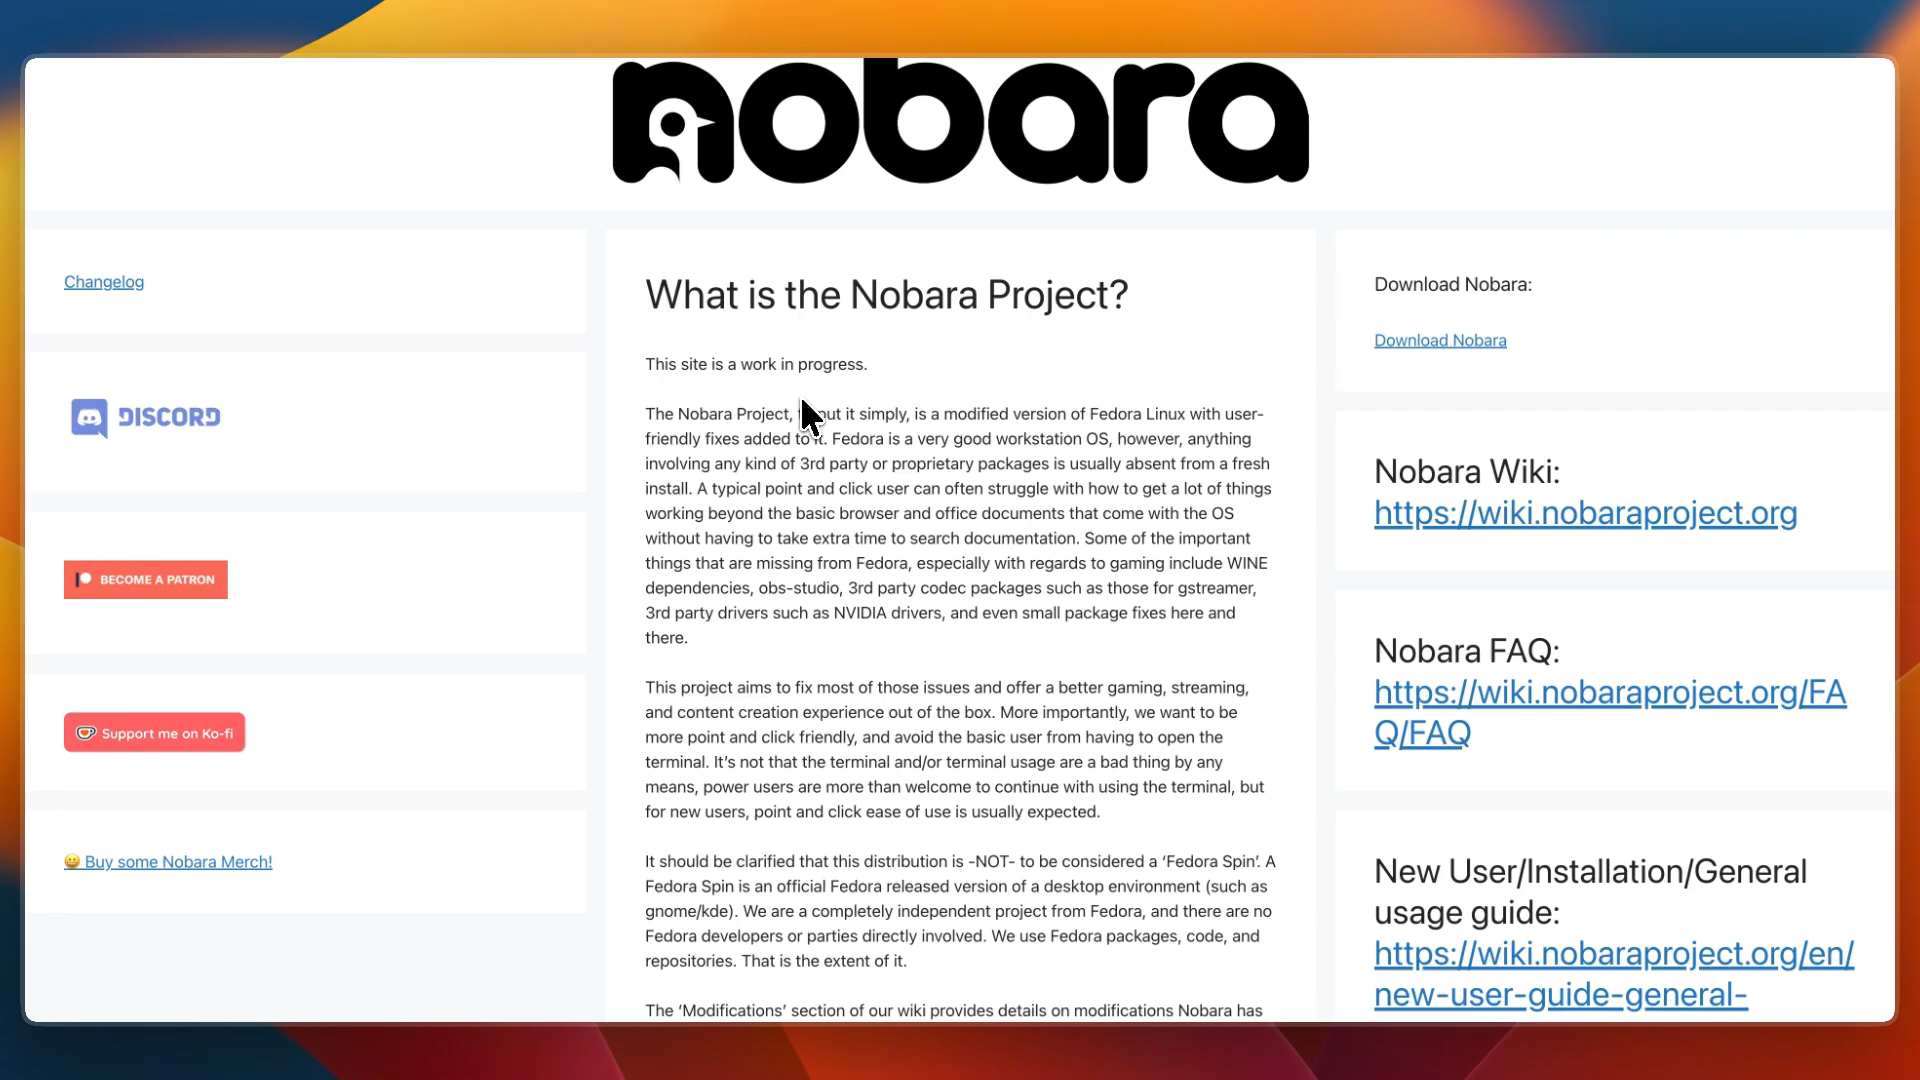 nobara
Changelog
DISCORD
BECOME A PATRON
Support me on Ko-fi
😀 Buy some Nobara Merch!
What is the Nobara Project?
This site is a work in progress.
The Nobara Project, put it simply, is a modified version of Fedora Linux with user-
friendly fixes added to it. Fedora is a very good workstation OS, however, anything
involving any kind of 3rd party or proprietary packages is usually absent from a fresh
install. A typical point and click user can often struggle with how to get a lot of things
working beyond the basic browser and office documents that come with the OS
without having to take extra time to search documentation. Some of the important
things that are missing from Fedora, especially with regards to gaming include WINE
dependencies, obs-studio, 3rd party codec packages such as those for gstreamer,
3rd party drivers such as NVIDIA drivers, and even small package fixes here and
there.
This project aims to fix most of those issues and offer a better gaming, streaming,
and content creation experience out of the box. More importantly, we want to be
more point and click friendly, and avoid the basic user from having to open the
terminal. It’s not that the terminal and/or terminal usage are a bad thing by any
means, power users are more than welcome to continue with using the terminal, but
for new users, point and click ease of use is usually expected.
It should be clarified that this distribution is -NOT- to be considered a ‘Fedora Spin’. A
Fedora Spin is an official Fedora released version of a desktop environment (such as
gnome/kde). We are a completely independent project from Fedora, and there are no
Fedora developers or parties directly involved. We use Fedora packages, code, and
repositories. That is the extent of it.
The ‘Modifications’ section of our wiki provides details on modifications Nobara has
Download Nobara:
Download Nobara
Nobara Wiki:
https://wiki.nobaraproject.org
Nobara FAQ:
https://wiki.nobaraproject.org/FA
Q/FAQ
New User/Installation/General
usage guide:
https://wiki.nobaraproject.org/en/
new-user-guide-general-